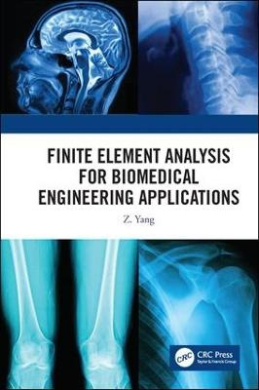 FINITE ELEMENT ANALYSIS
FOR BIOMEDICAL
ENGINEERING APPLICATIONS
Z. Yang
CRC Press
Taylor & Francis Group